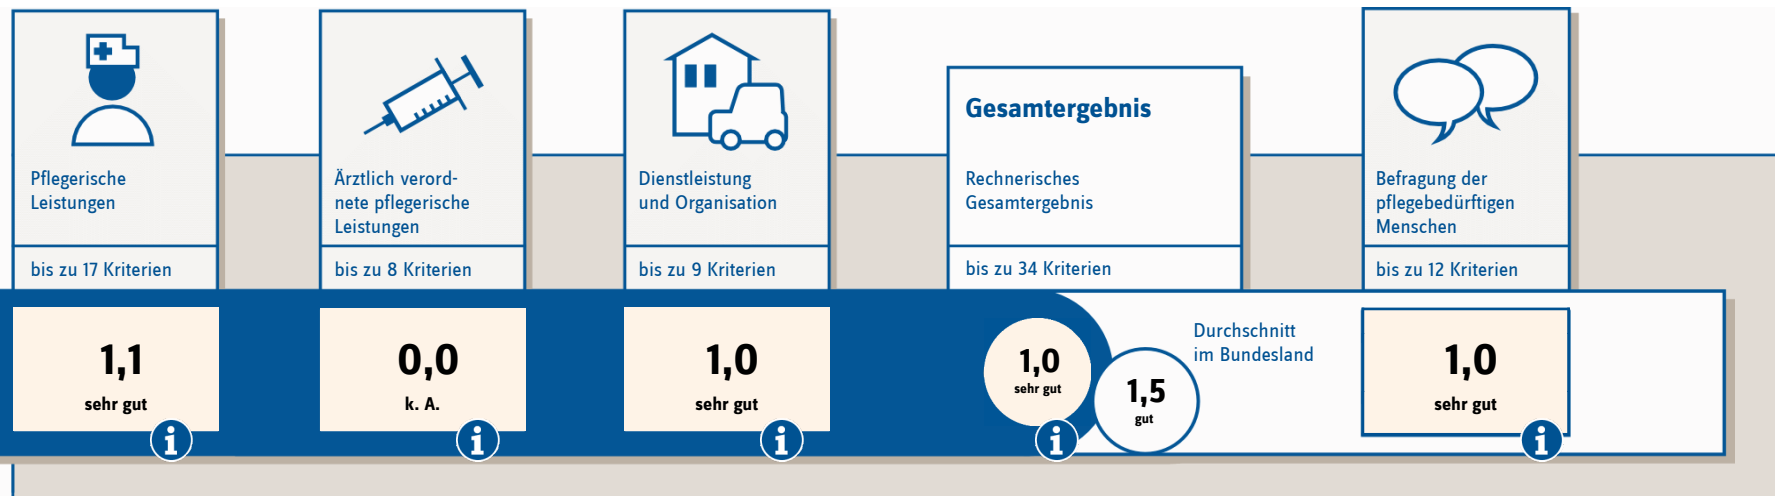 Pflegerische
Leistungen
bis zu 17 Kriterien
1,1
sehr gut
i
Ärztlich verord-
nete pflegerische
Leistungen
bis zu 8 Kriterien
0,0
k. A.
i
Dienstleistung
und Organisation
bis zu 9 Kriterien
1,0
sehr gut
i
Gesamtergebnis
Rechnerisches
Gesamtergebnis
bis zu 34 Kriterien
1,0
sehr gut
i
1,5
gut
Durchschnitt
im Bundesland
Befragung der
pflegebedürftigen
Menschen
bis zu 12 Kriterien
1,0
sehr gut
i